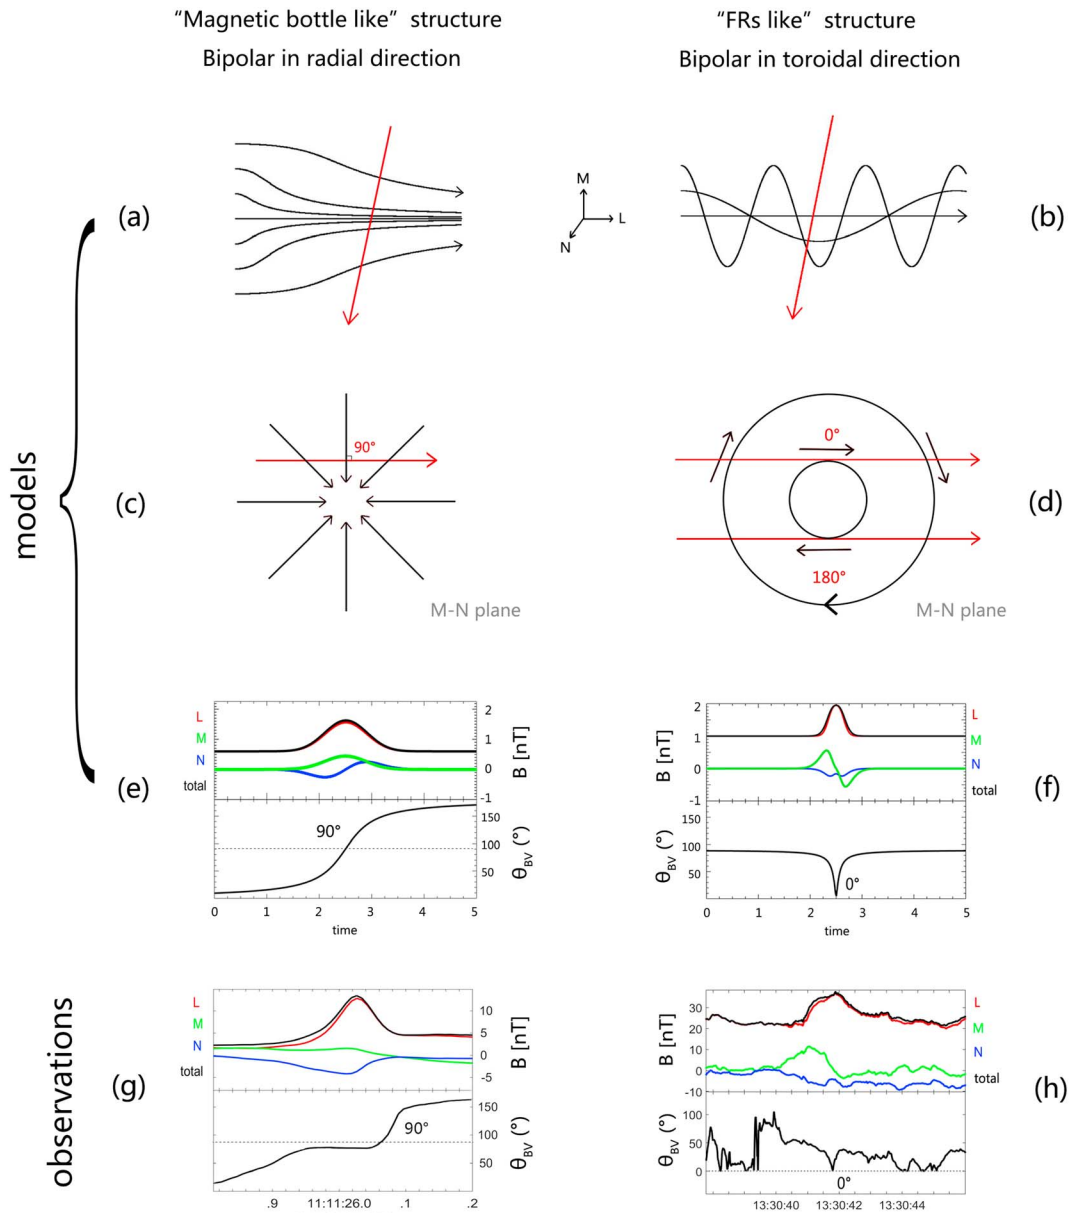 “Magnetic bottle like” structure
Bipolar in radial direction
“FRs like” structure
Bipolar in toroidal direction
models
(a)
M
L
N
(b)
(c)
90°
M-N plane
(d)
0°
180°
M-N plane
(e)
L
M
N
total
2
1
0
-1
B [nT]
90°
150
100
50
θBV (°)
0 1 2 3 4 5
time
(f)
2
1
0
-1
B [nT]
L
M
N
total
150
100
50
θBV (°)
0°
0 1 2 3 4 5
time
observations
(g)
L
M
N
total
10
5
0
-5
B [nT]
90°
150
100
50
θBV (°)
.9 11:11:26.0 .1 .2
(h)
30
20
10
0
-10
B [nT]
L
M
N
total
100
50
0
θBV (°)
0°
13:30:40 13:30:42 13:30:44